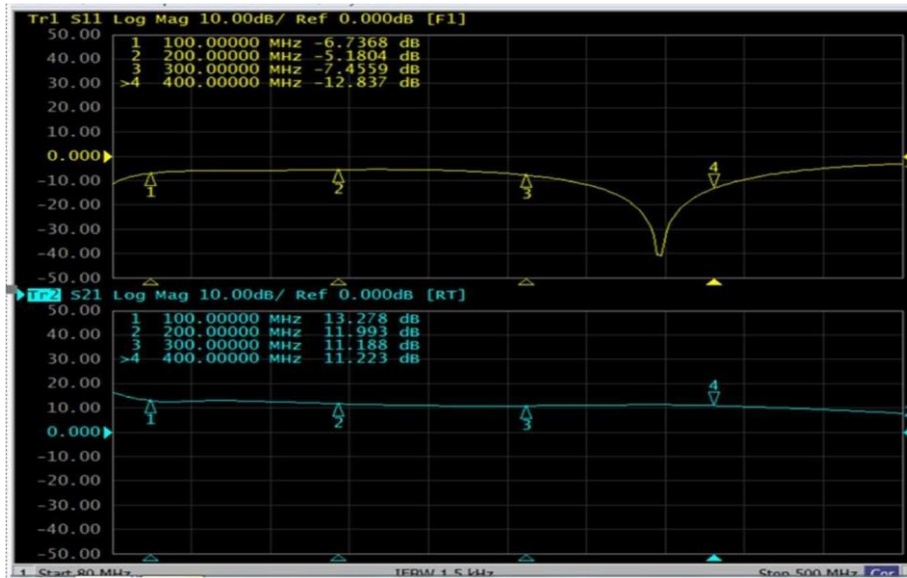 Tr1 S11 Log Mag 10.00dB/ Ref 0.000dB [F1]
50.00
40.00
30.00
20.00
10.00
0.000
-10.00
-20.00
-30.00
-40.00
-50.00
1 100.00000 MHz -6.7368 dB
2 200.00000 MHz -5.1804 dB
3 300.00000 MHz -7.4559 dB
>4 400.00000 MHz -12.837 dB
1
2
3
4
Tr2 S21 Log Mag 10.00dB/ Ref 0.000dB [RT]
50.00
40.00
30.00
20.00
10.00
0.000
-10.00
-20.00
-30.00
-40.00
-50.00
1 100.00000 MHz 13.278 dB
2 200.00000 MHz 11.993 dB
3 300.00000 MHz 11.188 dB
>4 400.00000 MHz 11.223 dB
1
2
3
4
1 Start 80 MHz IFBW 1.5 kHz Stop 500 MHz Cor